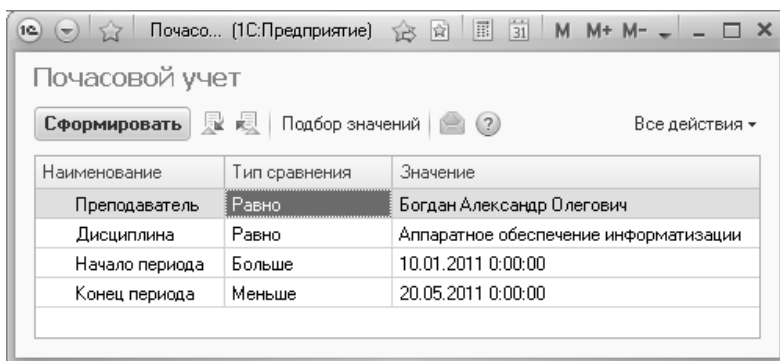 1С Почасо... (1С:Предприятие) 31 M M+ M-
Почасовой учет
Сформировать Подбор значений ? Все действия
Наименование Тип сравнения Значение
Преподаватель Равно Богдан Александр Олегович
Дисциплина Равно Аппаратное обеспечение информатизации
Начало периода Больше 10.01.2011 0:00:00
Конец периода Меньше 20.05.2011 0:00:00